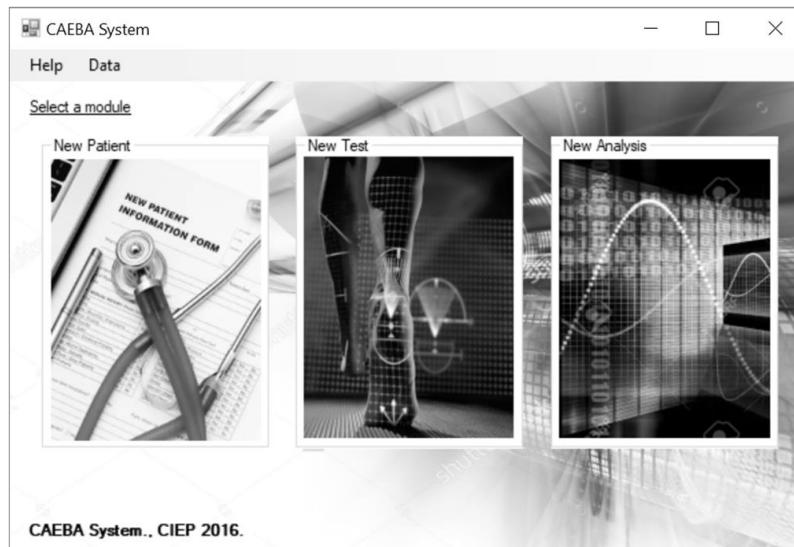 CAEBA System
Help Data
Select a module
New Patient
New Test
New Analysis
NEW PATIENT
INFORMATION FORM
CAEBA System., CIEP 2016.